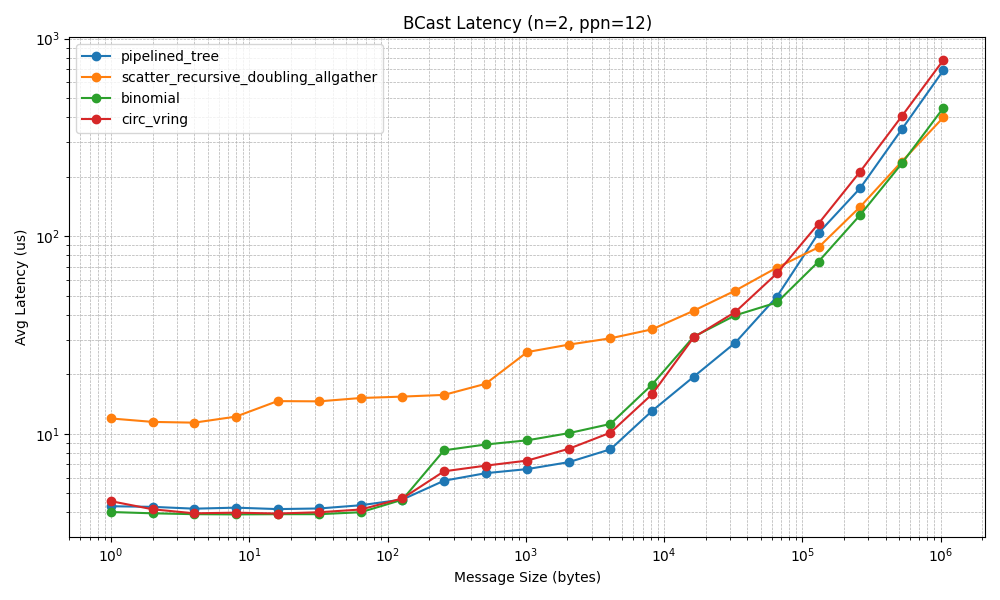 BCast Latency (n=2, ppn=12)
pipelined_tree
scatter_recursive_doubling_allgather
binomial
circ_vring
Avg Latency (us)
10³
10²
10¹
10⁰ 10¹ 10² 10³ 10⁴ 10⁵ 10⁶
Message Size (bytes)